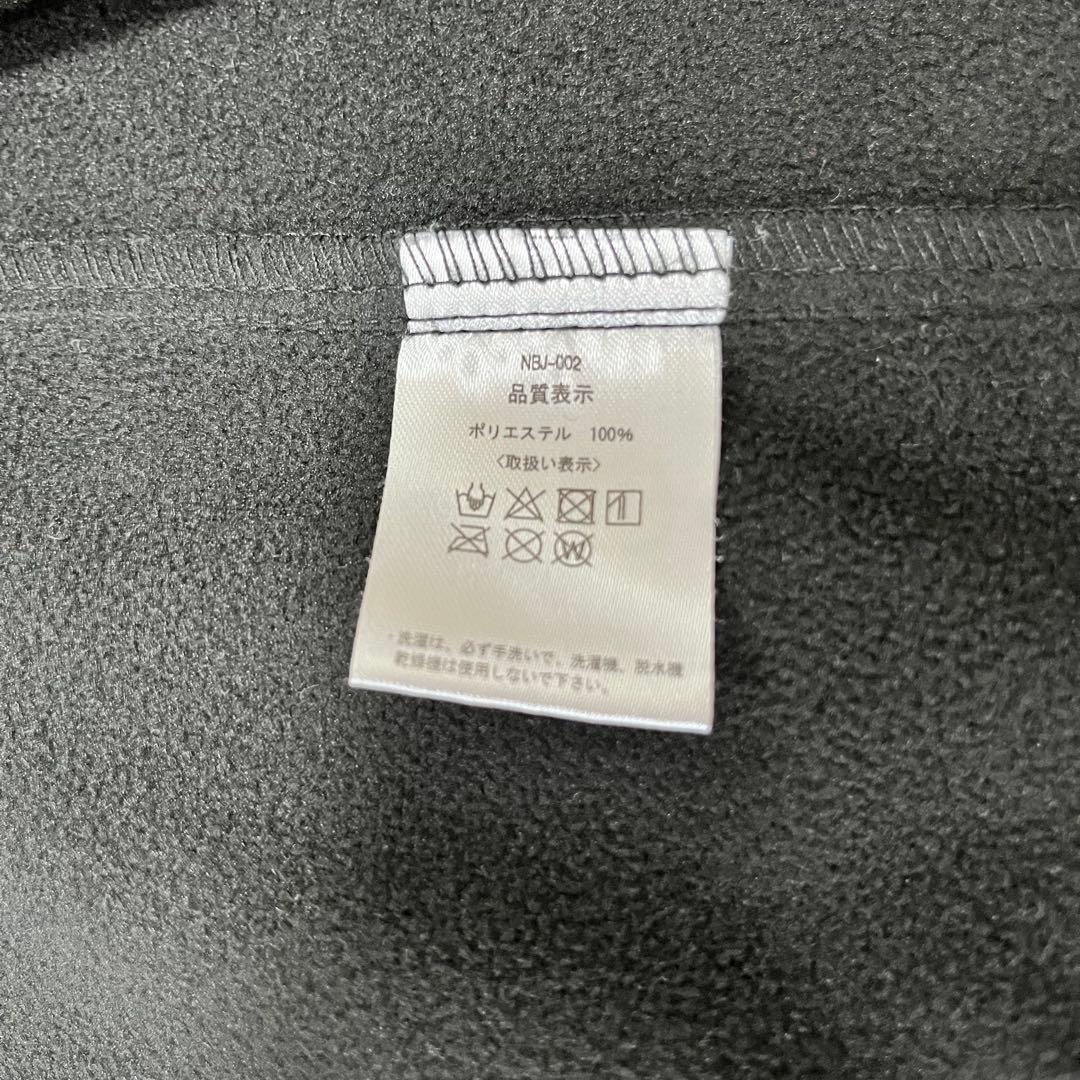 NBJ-002
品質表示
ポリエステル 100%
〈取扱い表示〉
W
・洗濯は、必ず手洗いで、洗濯機、脱水機
乾燥機は使用しないで下さい。